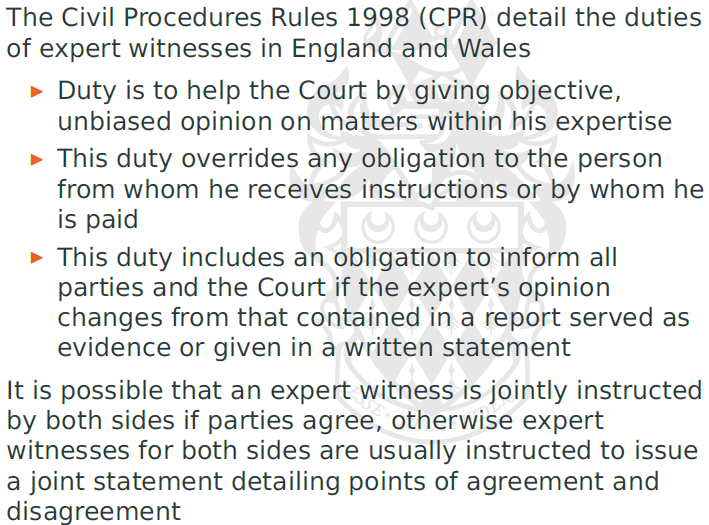 The Civil Procedures Rules 1998 (CPR) detail the duties
of expert witnesses in England and Wales
▶ Duty is to help the Court by giving objective,
unbiased opinion on matters within his expertise
▶ This duty overrides any obligation to the person
from whom he receives instructions or by whom he
is paid
▶ This duty includes an obligation to inform all
parties and the Court if the expert’s opinion
changes from that contained in a report served as
evidence or given in a written statement
It is possible that an expert witness is jointly instructed
by both sides if parties agree, otherwise expert
witnesses for both sides are usually instructed to issue
a joint statement detailing points of agreement and
disagreement